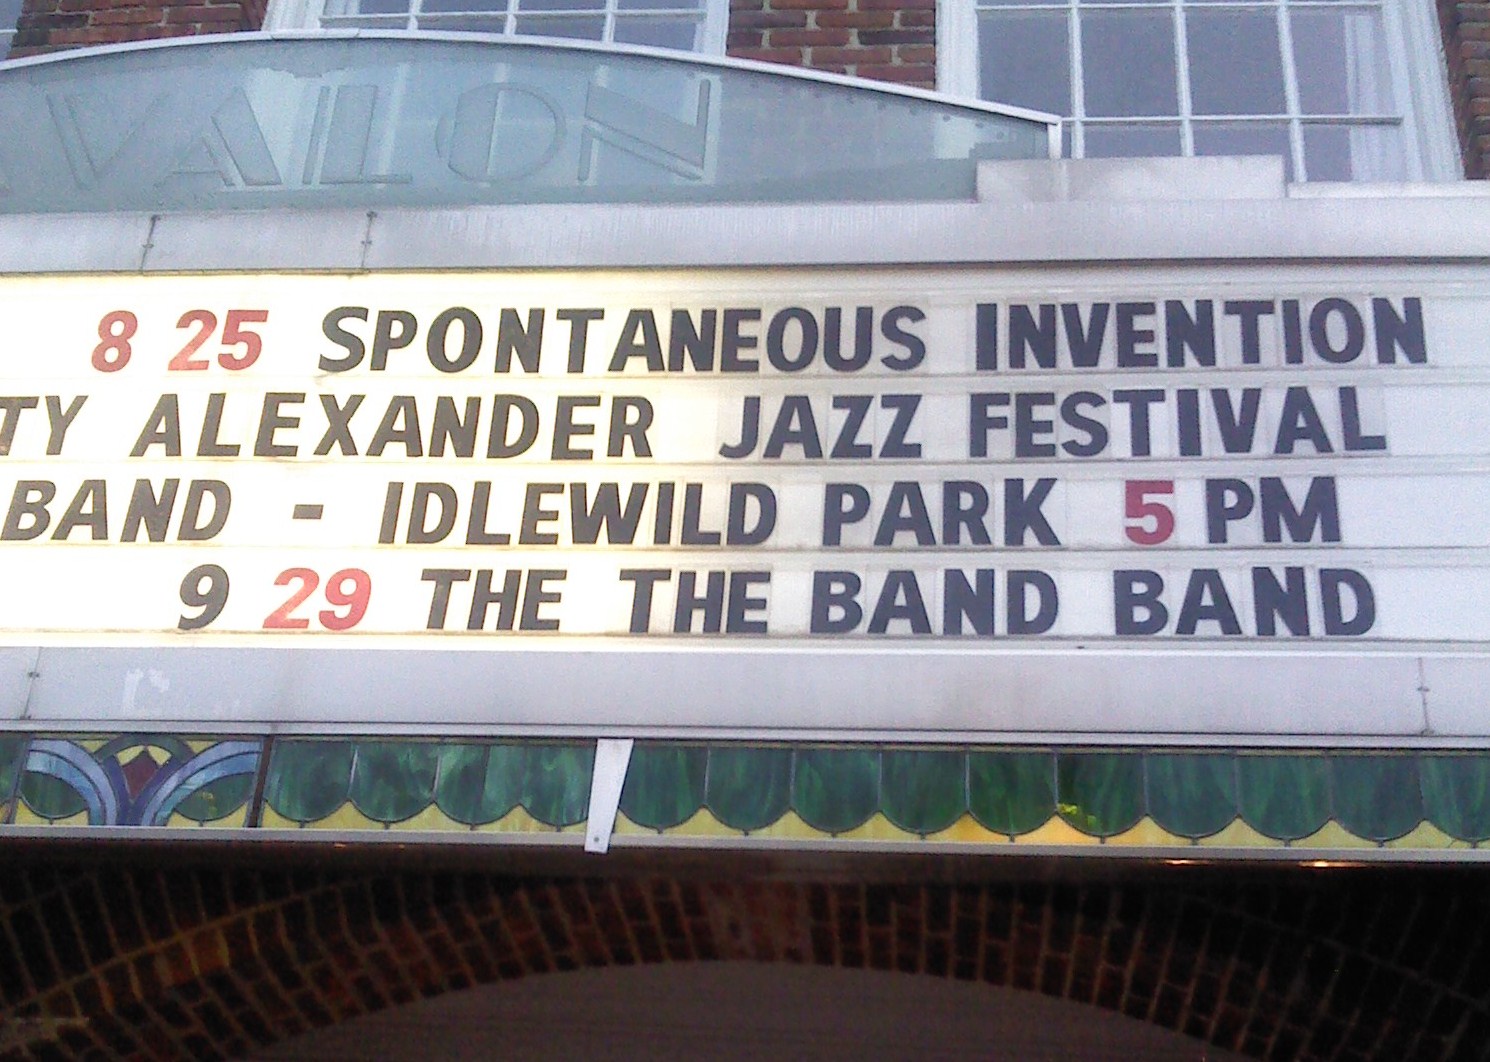 AVALON
8 25 SPONTANEOUS INVENTION
TY ALEXANDER JAZZ FESTIVAL
BAND - IDLEWILD PARK 5 PM
9 29 THE THE BAND BAND